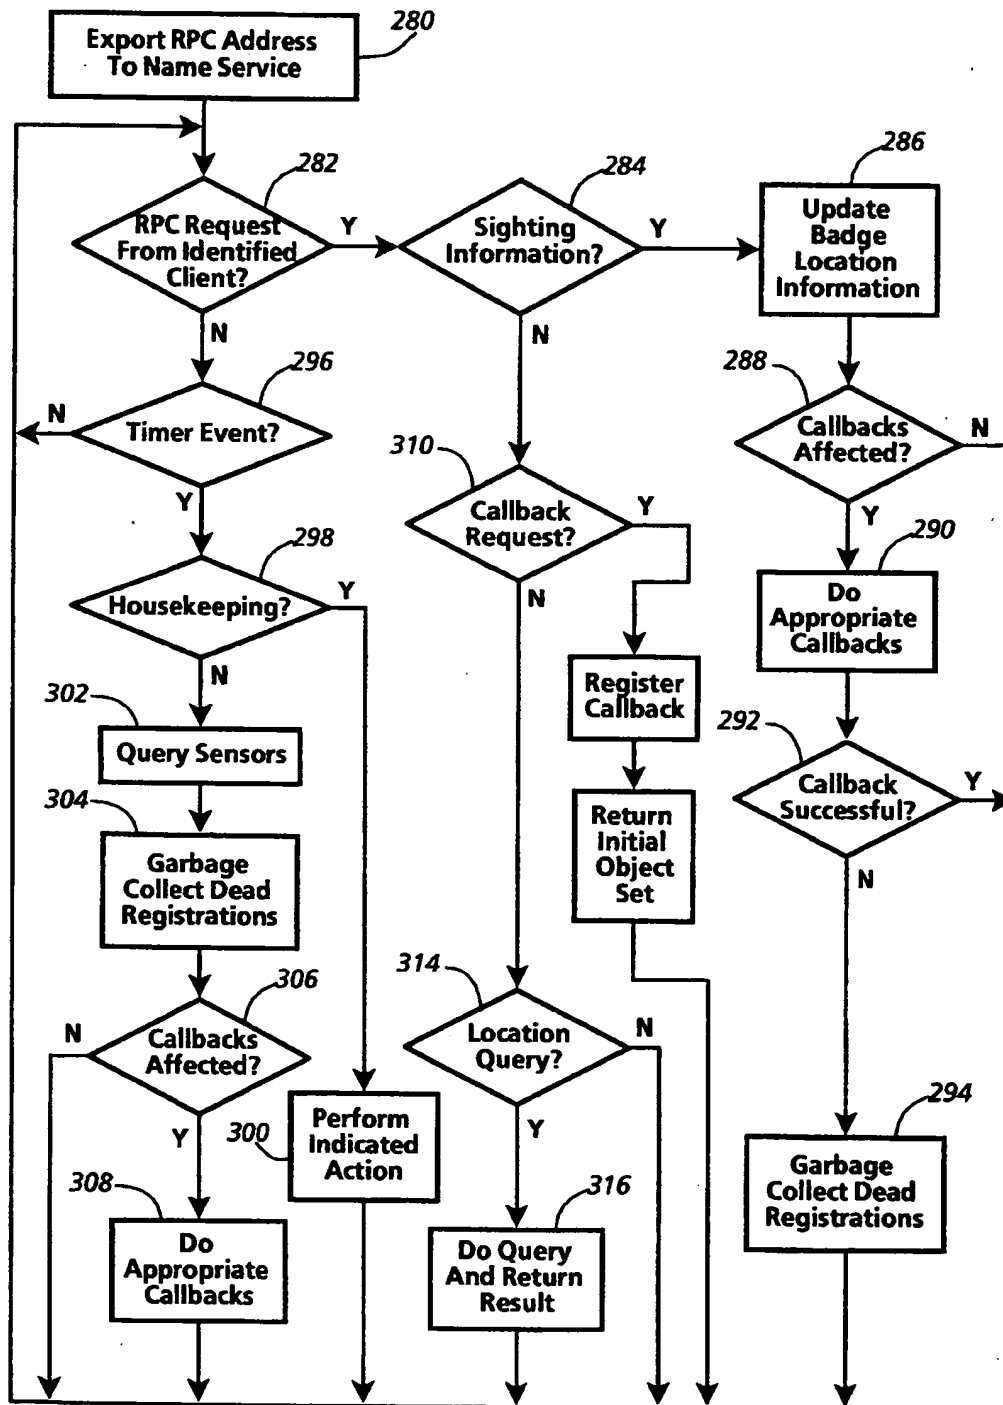 Export RPC Address
To Name Service
280
282
RPC Request
From Identified
Client?
Y
N
284
Sighting
Information?
Y
N
286
Update
Badge
Location
Information
288
Callbacks
Affected?
N
Y
290
Do
Appropriate
Callbacks
292
Callback
Successful?
Y
N
294
Garbage
Collect Dead
Registrations
296
Timer Event?
N
Y
298
Housekeeping?
Y
N
302
Query Sensors
304
Garbage
Collect Dead
Registrations
306
Callbacks
Affected?
N
Y
308
Do
Appropriate
Callbacks
300
Perform
Indicated
Action
310
Callback
Request?
Y
N
Register
Callback
Return
Initial
Object
Set
314
Location
Query?
N
Y
316
Do Query
And Return
Result